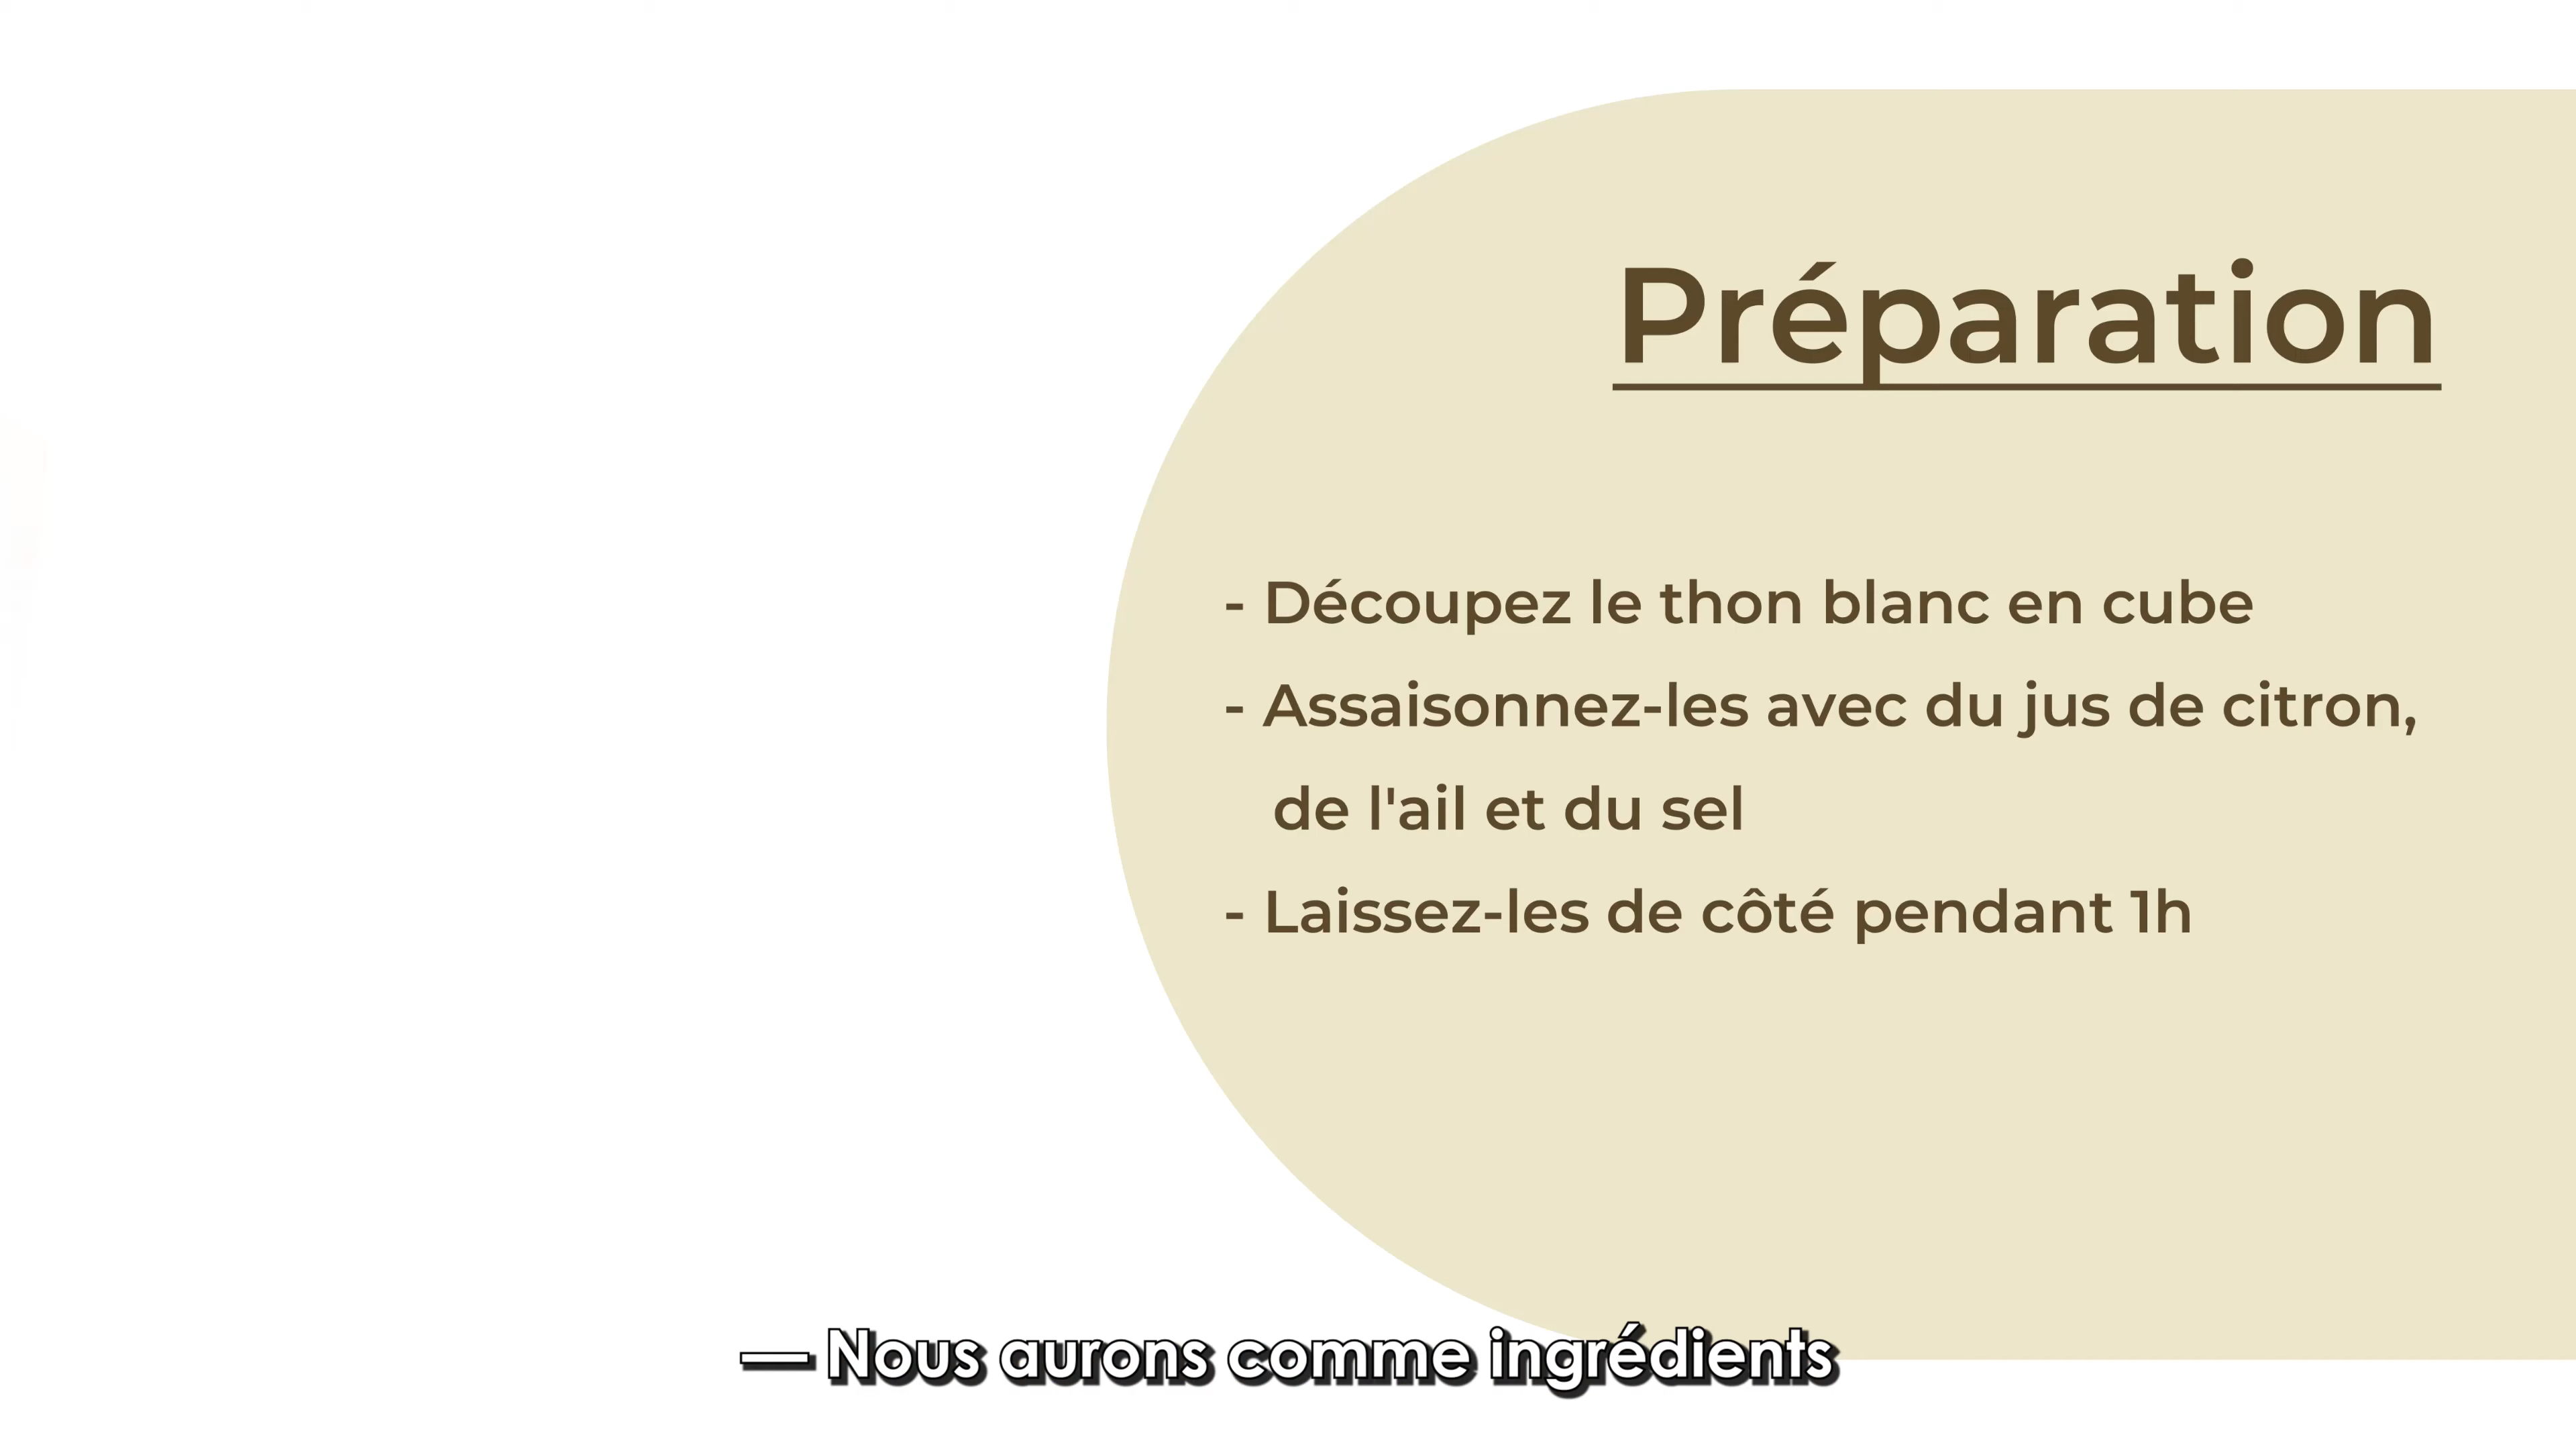 Préparation
- Découpez le thon blanc en cube
- Assaisonnez-les avec du jus de citron,
de l'ail et du sel
- Laissez-les de côté pendant 1h
— Nous aurons comme ingrédients